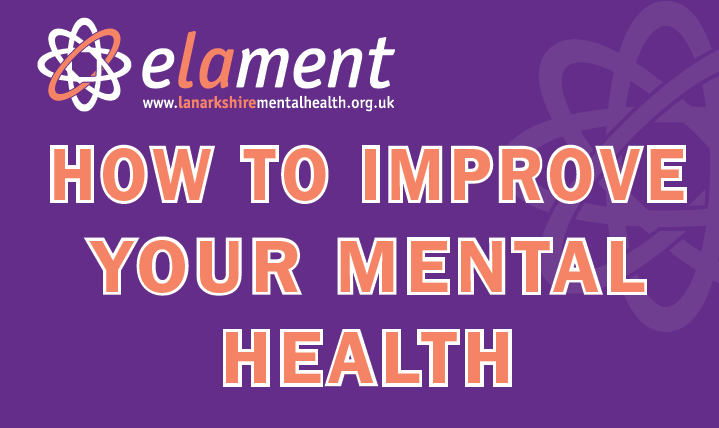 elament
www.lanarkshirementalhealth.org.uk
HOW TO IMPROVE
YOUR MENTAL
HEALTH